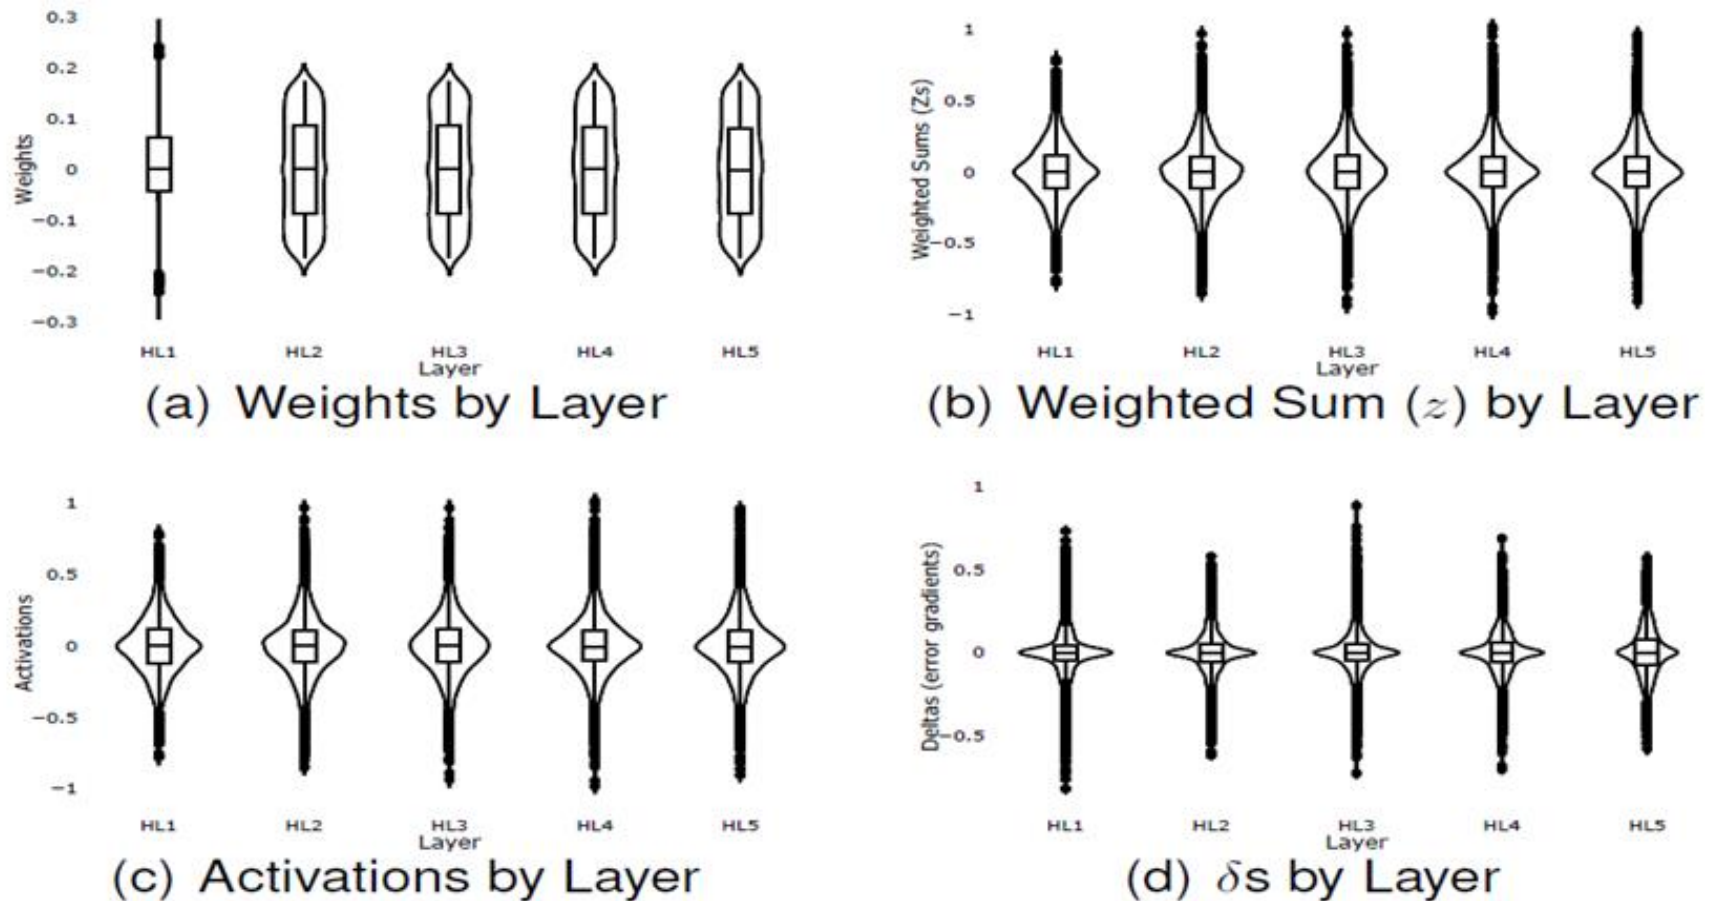 0.3
0.2
0.1
0
−0.1
−0.2
−0.3
Weights
HL1 HL2 HL3 HL4 HL5
Layer
(a) Weights by Layer
1
0.5
0
−0.5
−1
Weighted Sums (Zs)
HL1 HL2 HL3 HL4 HL5
Layer
(b) Weighted Sum (z) by Layer
1
0.5
0
−0.5
−1
Activations
HL1 HL2 HL3 HL4 HL5
Layer
(c) Activations by Layer
1
0.5
0
−0.5
Deltas (error gradients)
HL1 HL2 HL3 HL4 HL5
Layer
(d) δs by Layer